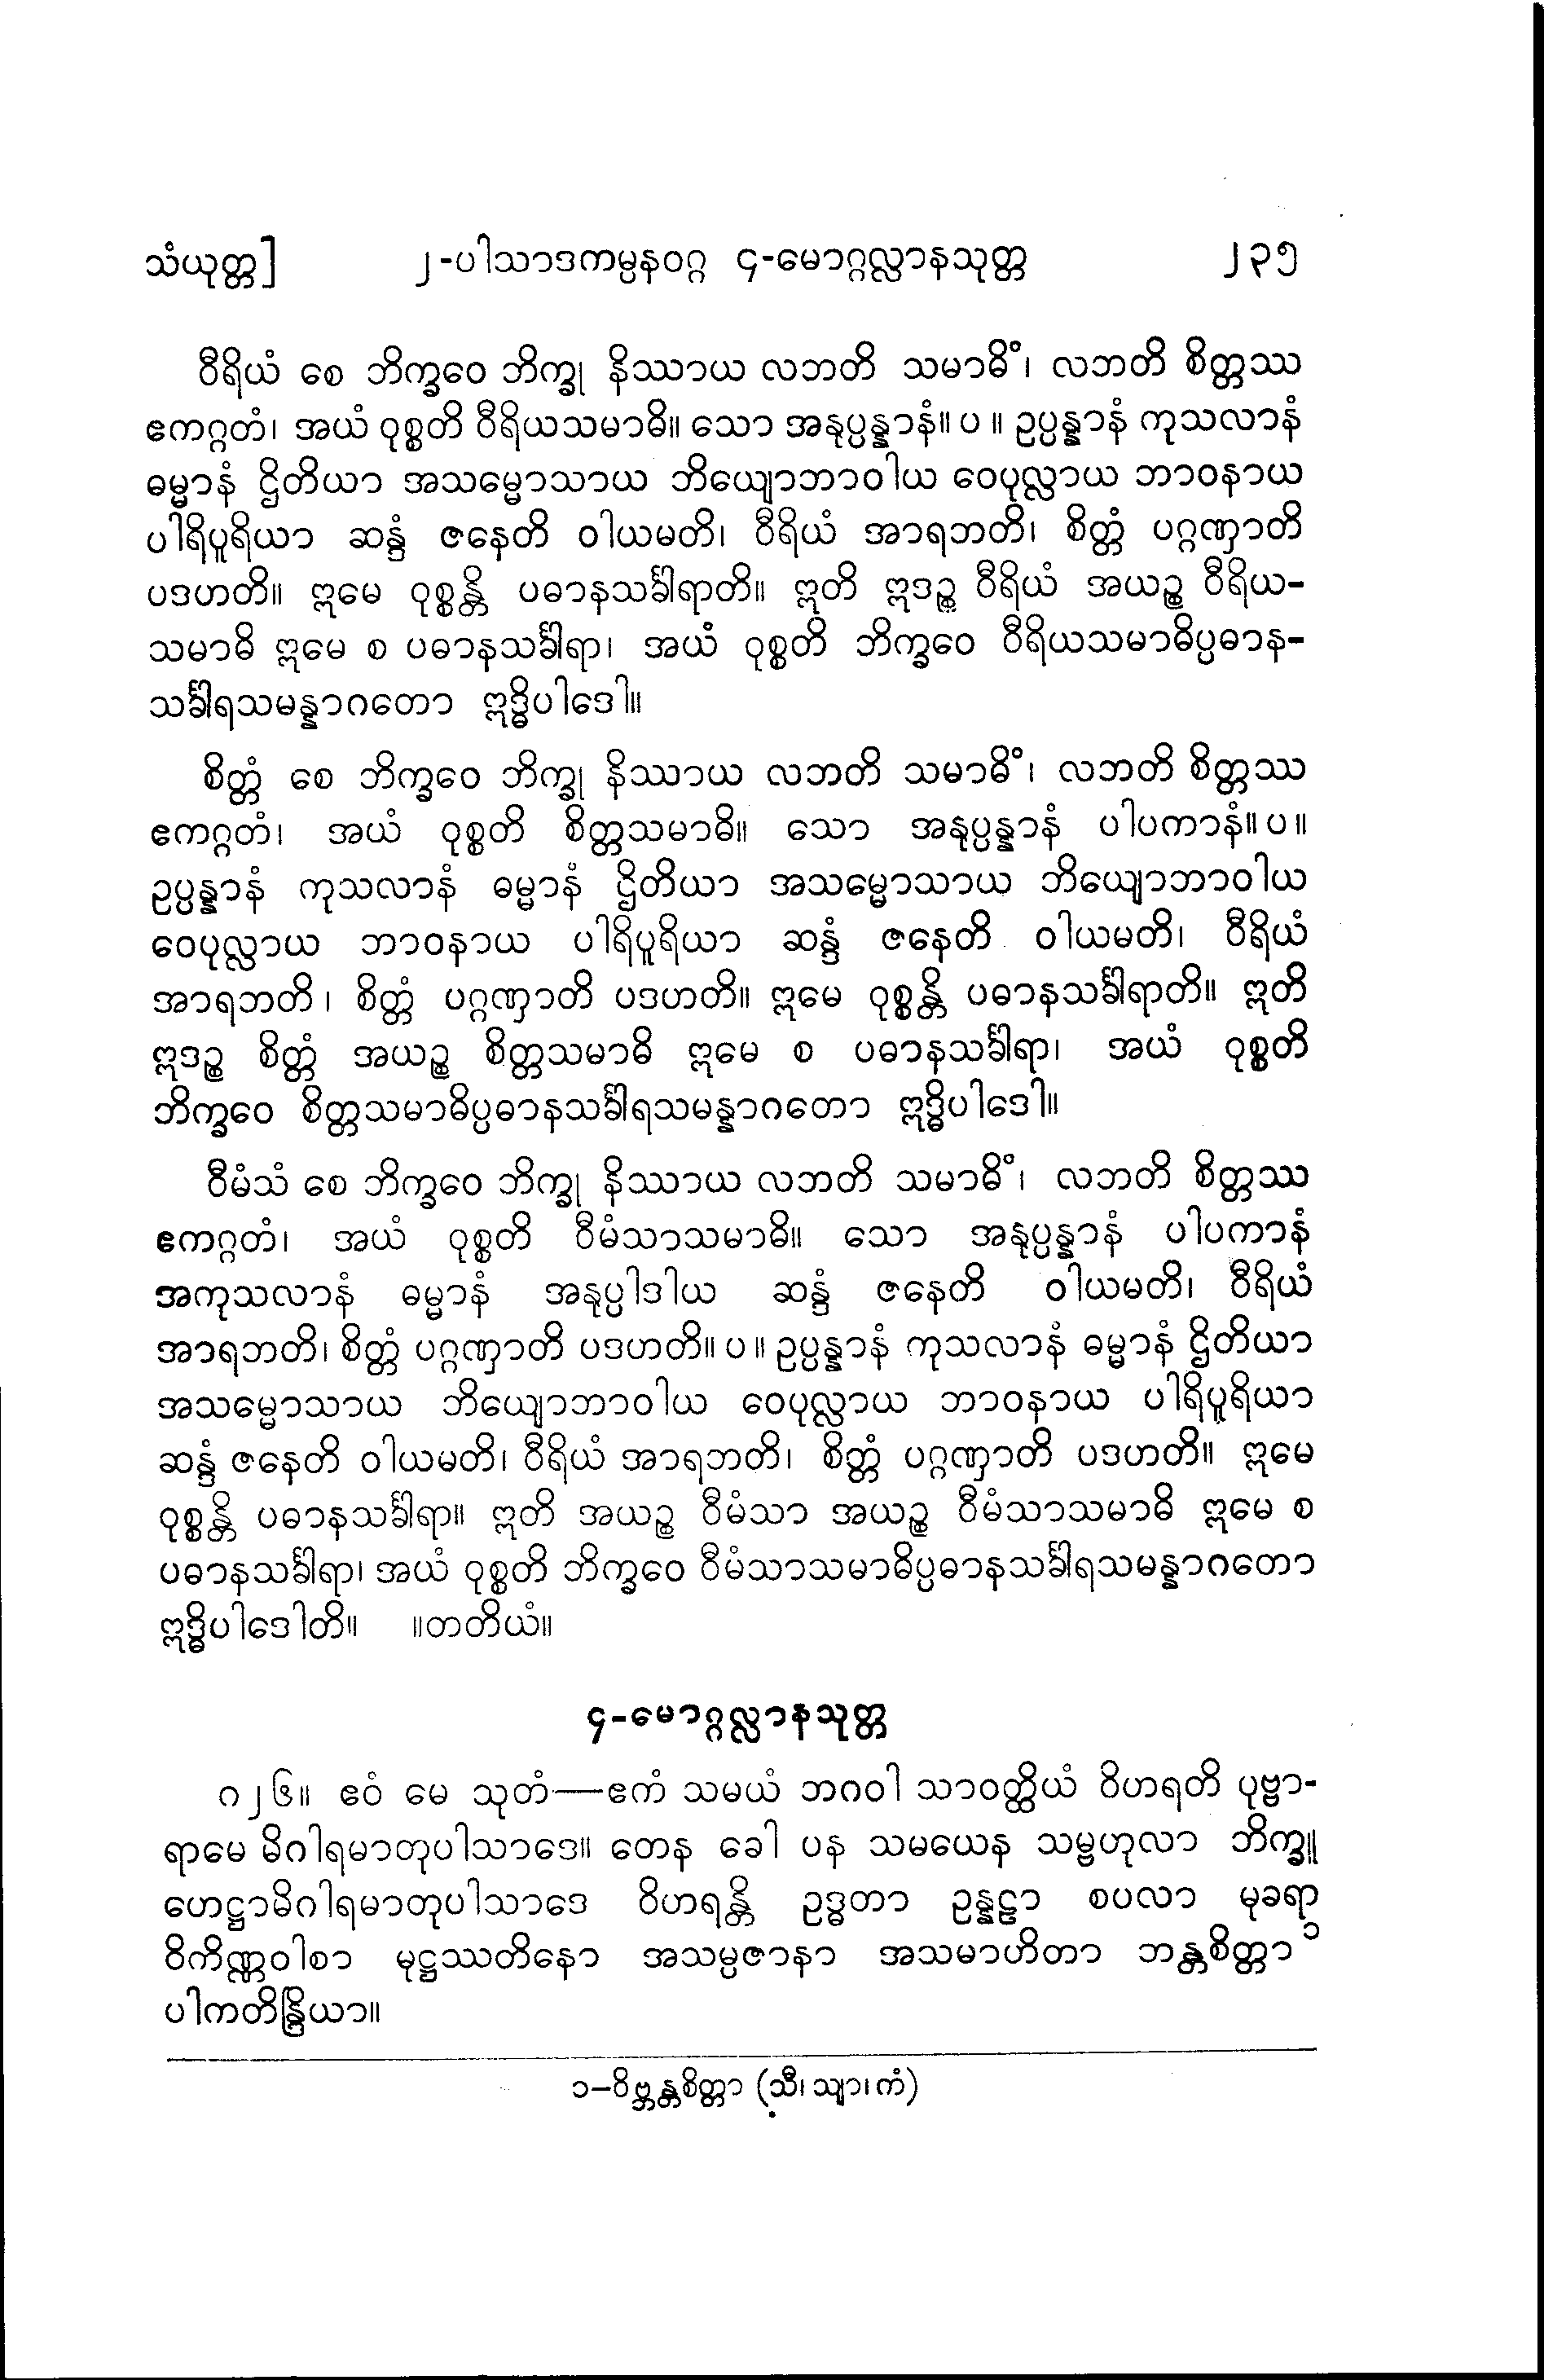 သံယုတ္တ] ၂-ပါသာဒကမ္ပနဝဂ္ဂ ၄-မောဂ္ဂလ္လာနသုတ္တ ၂၃၅
ဝီရိယံ စေ ဘိက္ခဝေ ဘိက္ခု နိဿာယ လဘတိ သမာဓိံ၊ လဘတိ စိတ္တဿ
ဧကဂ္ဂတံ၊ အယံ ဝုစ္စတိ ဝီရိယသမာဓိ။ သော အနုပ္ပန္နာနံ။ ပ ။ ဥပ္ပန္နာနံ ကုသလာနံ
ဓမ္မာနံ ဌိတိယာ အသမ္မောသာယ ဘိယျောဘာဝါယ ဝေပုလ္လာယ ဘာဝနာယ
ပါရိပူရိယာ ဆန္ဒံ ဇနေတိ ဝါယမတိ၊ ဝီရိယံ အာရဘတိ၊ စိတ္တံ ပဂ္ဂဏှာတိ
ပဒဟတိ။ ဣမေ ဝုစ္စန္တိ ပဓာနသင်္ခါရာတိ။ ဣတိ ဣဒဉ္စ ဝီရိယံ အယဉ္စ ဝီရိယ-
သမာဓိ ဣမေ စ ပဓာနသင်္ခါရာ၊ အယံ ဝုစ္စတိ ဘိက္ခဝေ ဝီရိယသမာဓိပ္ပဓာန-
သင်္ခါရသမန္နာဂတော ဣဒ္ဓိပါဒေါ။
စိတ္တံ စေ ဘိက္ခဝေ ဘိက္ခု နိဿာယ လဘတိ သမာဓိံ၊ လဘတိ စိတ္တဿ
ဧကဂ္ဂတံ၊ အယံ ဝုစ္စတိ စိတ္တသမာဓိ။ သော အနုပ္ပန္နာနံ ပါပကာနံ။ ပ ။
ဥပ္ပန္နာနံ ကုသလာနံ ဓမ္မာနံ ဌိတိယာ အသမ္မောသာယ ဘိယျောဘာဝါယ
ဝေပုလ္လာယ ဘာဝနာယ ပါရိပူရိယာ ဆန္ဒံ ဇနေတိ ဝါယမတိ၊ ဝီရိယံ
အာရဘတိ၊ စိတ္တံ ပဂ္ဂဏှာတိ ပဒဟတိ။ ဣမေ ဝုစ္စန္တိ ပဓာနသင်္ခါရာတိ။ ဣတိ
ဣဒဉ္စ စိတ္တံ အယဉ္စ စိတ္တသမာဓိ ဣမေ စ ပဓာနသင်္ခါရာ၊ အယံ ဝုစ္စတိ
ဘိက္ခဝေ စိတ္တသမာဓိပ္ပဓာနသင်္ခါရသမန္နာဂတော ဣဒ္ဓိပါဒေါ။
ဝီမံသံ စေ ဘိက္ခဝေ ဘိက္ခု နိဿာယ လဘတိ သမာဓိံ၊ လဘတိ စိတ္တဿ
ဧကဂ္ဂတံ၊ အယံ ဝုစ္စတိ ဝီမံသာသမာဓိ။ သော အနုပ္ပန္နာနံ ပါပကာနံ
အကုသလာနံ ဓမ္မာနံ အနုပ္ပါဒါယ ဆန္ဒံ ဇနေတိ ဝါယမတိ၊ ဝီရိယံ
အာရဘတိ၊ စိတ္တံ ပဂ္ဂဏှာတိ ပဒဟတိ။ ပ ။ ဥပ္ပန္နာနံ ကုသလာနံ ဓမ္မာနံ ဌိတိယာ
အသမ္မောသာယ ဘိယျောဘာဝါယ ဝေပုလ္လာယ ဘာဝနာယ ပါရိပူရိယာ
ဆန္ဒံ ဇနေတိ ဝါယမတိ၊ ဝီရိယံ အာရဘတိ၊ စိတ္တံ ပဂ္ဂဏှာတိ ပဒဟတိ။ ဣမေ
ဝုစ္စန္တိ ပဓာနသင်္ခါရာ။ ဣတိ အယဉ္စ ဝီမံသာ အယဉ္စ ဝီမံသာသမာဓိ ဣမေ စ
ပဓာနသင်္ခါရာ၊ အယံ ဝုစ္စတိ ဘိက္ခဝေ ဝီမံသာသမာဓိပ္ပဓာနသင်္ခါရသမန္နာဂတော
ဣဒ္ဓိပါဒေါတိ။ ။တတိယံ။
၄-မောဂ္ဂလ္လာနသုတ္တ
၈၂၆။ ဧဝံ မေ သုတံ—ဧကံ သမယံ ဘဂဝါ သာဝတ္ထိယံ ဝိဟရတိ ပုဗ္ဗာ-
ရာမေ မိဂါရမာတုပါသာဒေ။ တေန ခေါ ပန သမယေန သမ္ဗဟုလာ ဘိက္ခူ
ဟေဋ္ဌာမိဂါရမာတုပါသာဒေ ဝိဟရန္တိ ဥဒ္ဓတာ ဥန္နဠာ စပလာ မုခရာ
ဝိကိဏ္ဏဝါစာ မုဋ္ဌဿတိနော အသမ္ပဇာနာ အသမာဟိတာ ဘန္တစိတ္တာ ၁
ပါကတိန္ဒြိယာ။
၁–ဝိဗ္ဘန္တစိတ္တာ (သီ၊ သျာ၊ ကံ)